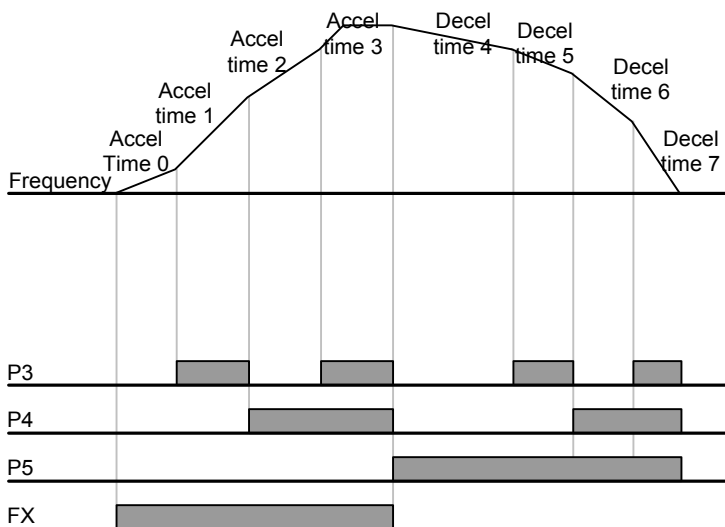 Accel
time 3
Decel
time 4
Decel
time 5
Accel
time 2
Decel
time 6
Accel
time 1
Accel
Time 0
Decel
time 7
Frequency
P3
P4
P5
FX